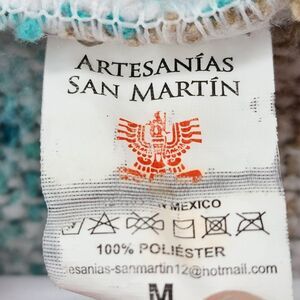 ARTESANÍAS
SAN MARTÍN
N MEXICO
100% POLIÉSTER
esanias-sanmartin12@hotmail.com
M